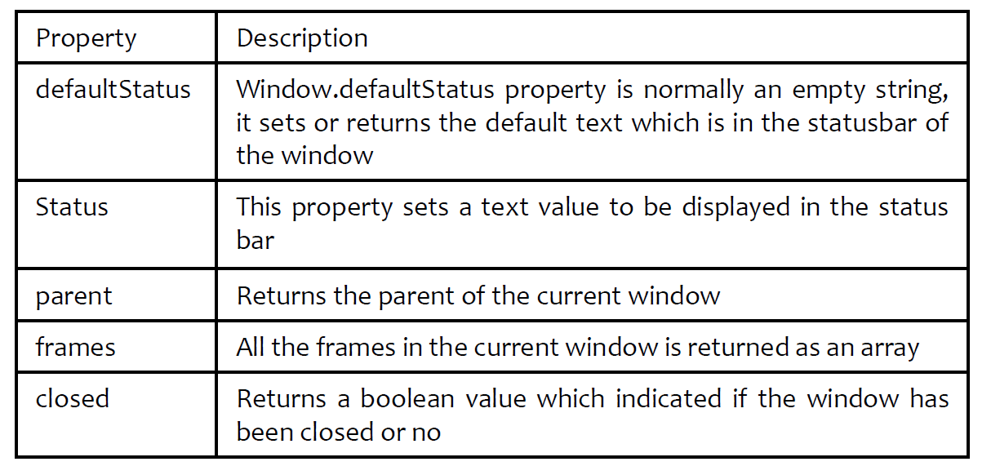 Property Description
defaultStatus Window.defaultStatus property is normally an empty string,
it sets or returns the default text which is in the statusbar of
the window
Status This property sets a text value to be displayed in the status
bar
parent Returns the parent of the current window
frames All the frames in the current window is returned as an array
closed Returns a boolean value which indicated if the window has
been closed or no